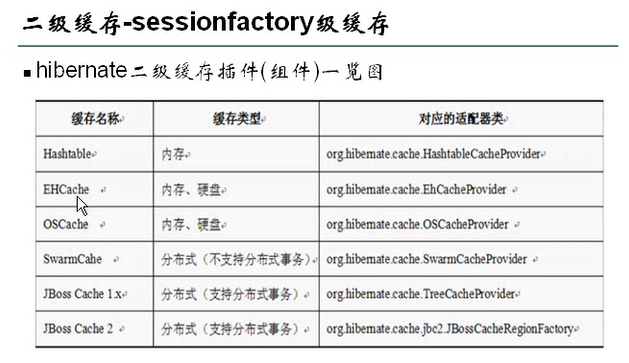 二级缓存-sessionfactory级缓存
hibernate二级缓存插件(组件)一览图
缓存名称 缓存类型 对应的适配器类
Hashtable 内存 org.hibernate.cache.HashtableCacheProvider
EHCache 内存、硬盘 org.hibernate.cache.EhCacheProvider
OSCache 内存、硬盘 org.hibernate.cache.OSCacheProvider
SwarmCahe 分布式（不支持分布式事务） org.hibernate.cache.SwarmCacheProvider
JBoss Cache 1.x 分布式（支持分布式事务） org.hibernate.cache.TreeCacheProvider
JBoss Cache 2 分布式（支持分布式事务） org.hibernate.cache.jbc2.JBossCacheRegionFactory